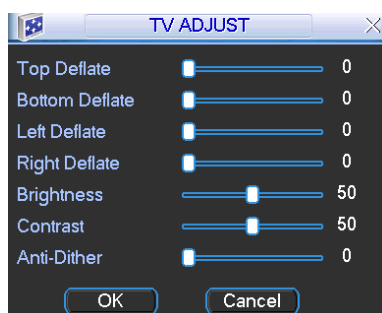 TV ADJUST
Top Deflate 0
Bottom Deflate 0
Left Deflate 0
Right Deflate 0
Brightness 50
Contrast 50
Anti-Dither 0
OK Cancel